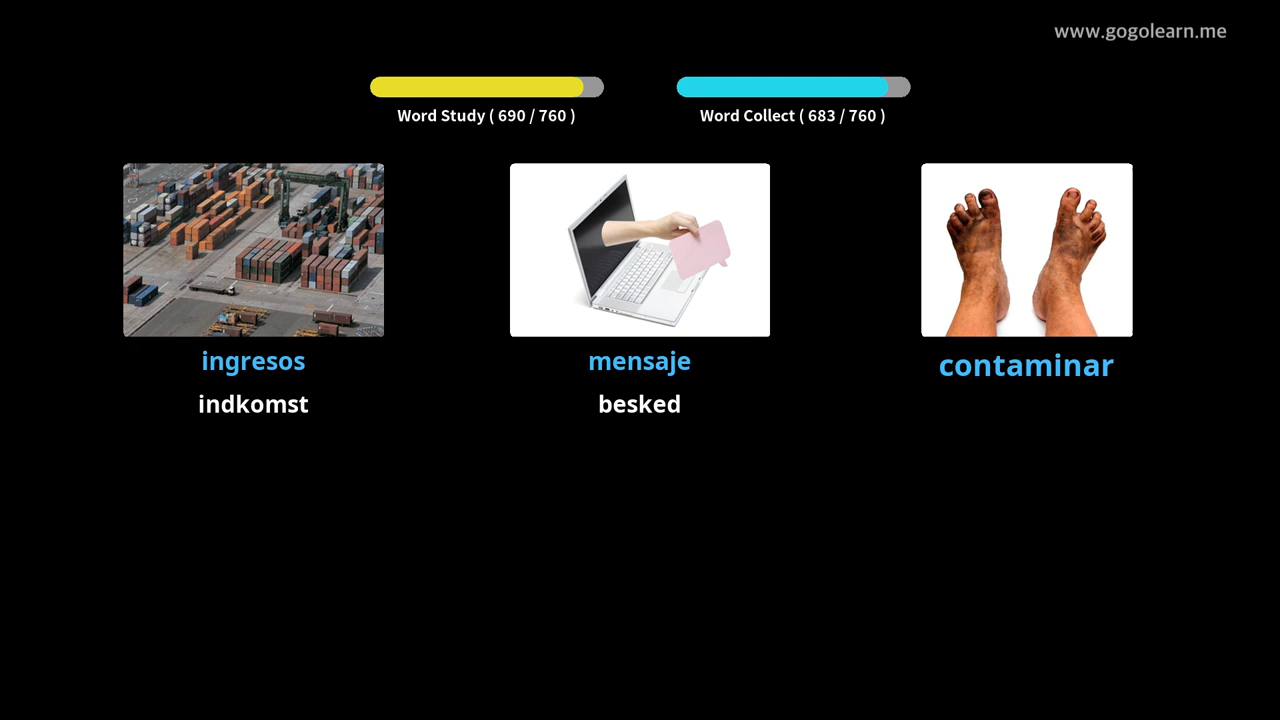 www.gogolearn.me
Word Study ( 690 / 760 )
Word Collect ( 683 / 760 )
ingresos
indkomst
mensaje
besked
contaminar